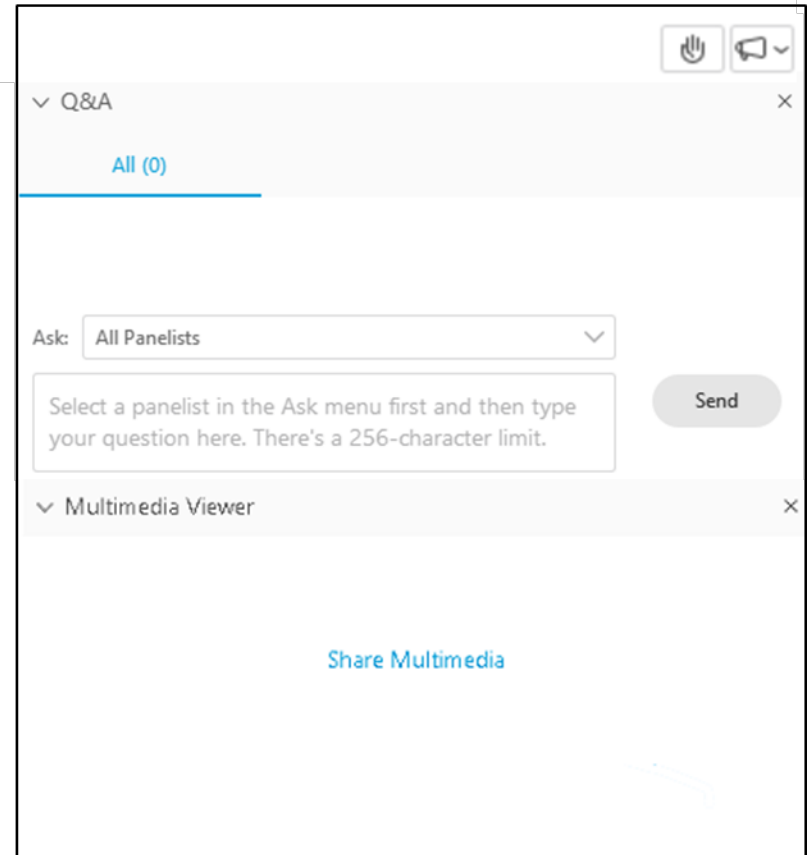 Q&A
All (0)
Ask: All Panelists
Select a panelist in the Ask menu first and then type
your question here. There's a 256-character limit.
Send
Multimedia Viewer
Share Multimedia